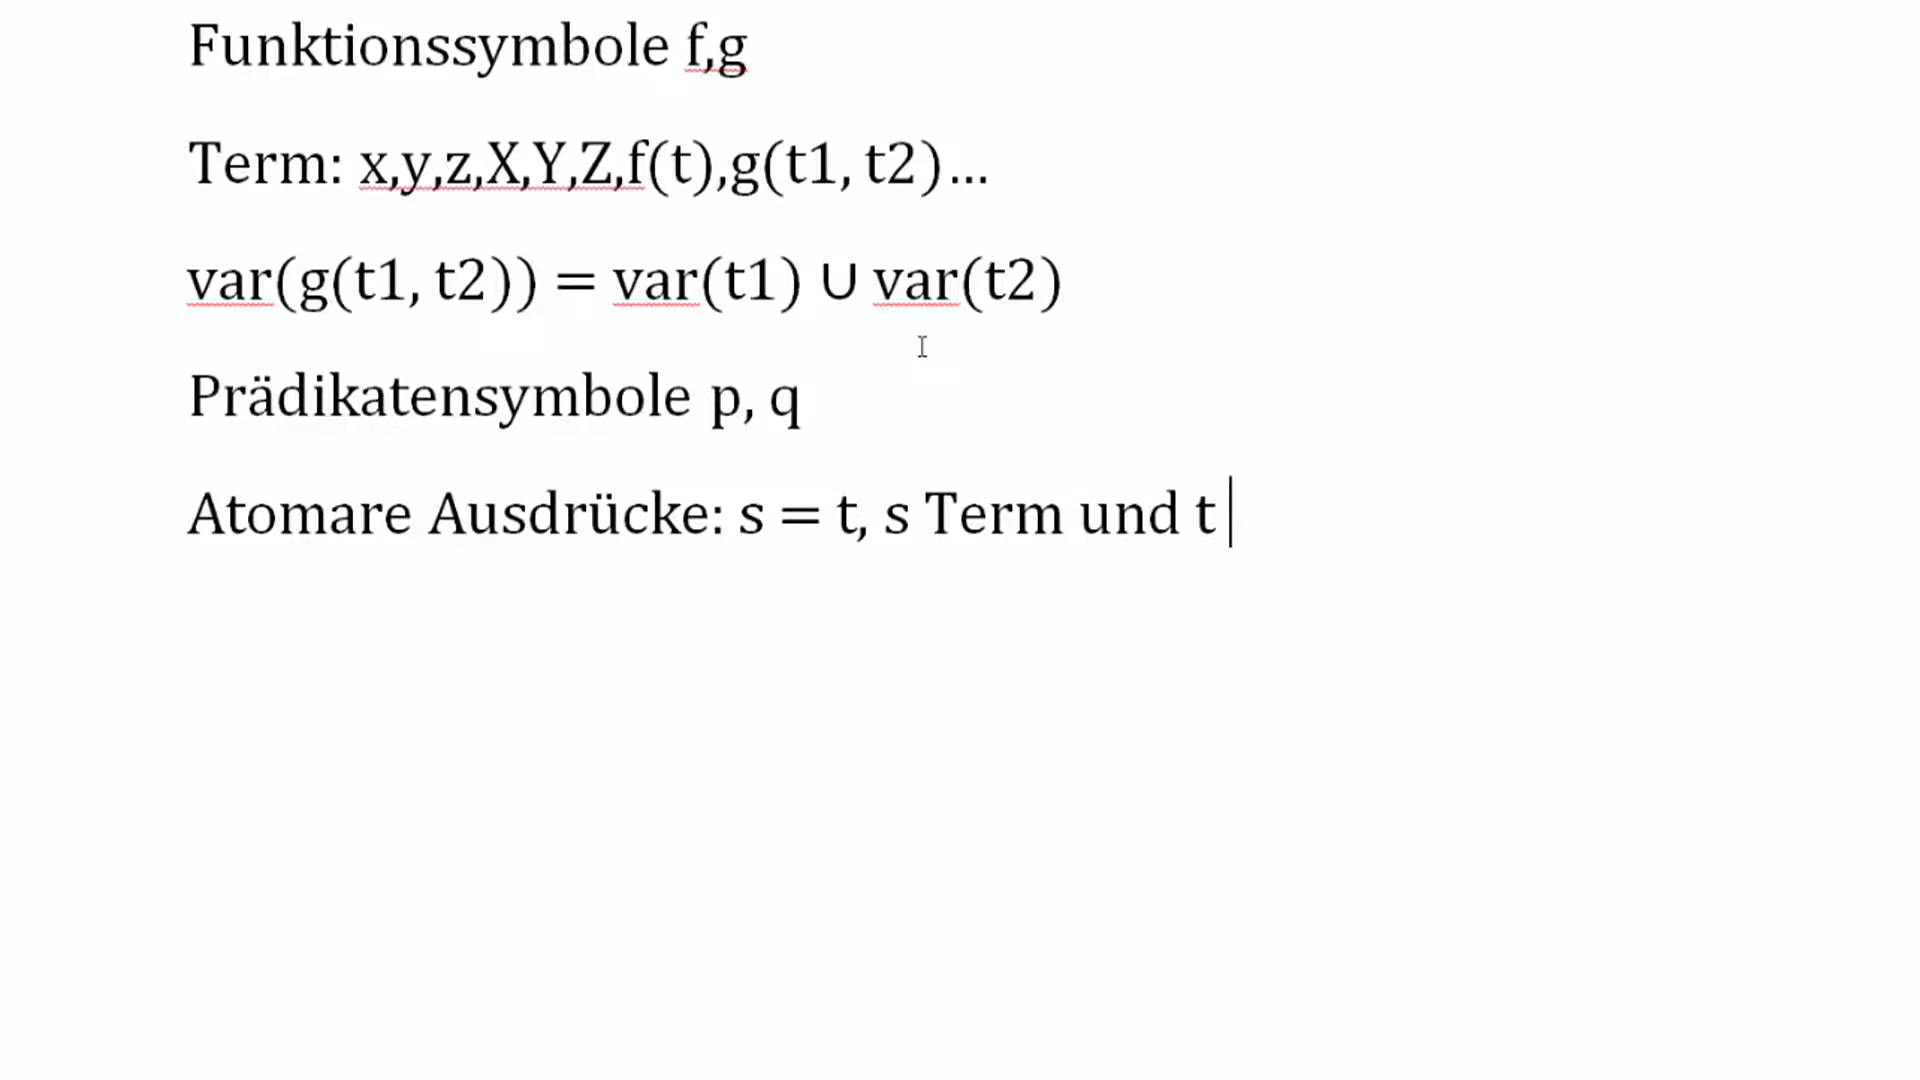 Funktionssymbole f,g
Term: x,y,z,X,Y,Z,f(t),g(t1, t2)...
var(g(t1, t2)) = var(t1) ∪ var(t2)
Prädikatensymbole p, q
Atomare Ausdrücke: s = t, s Term und t